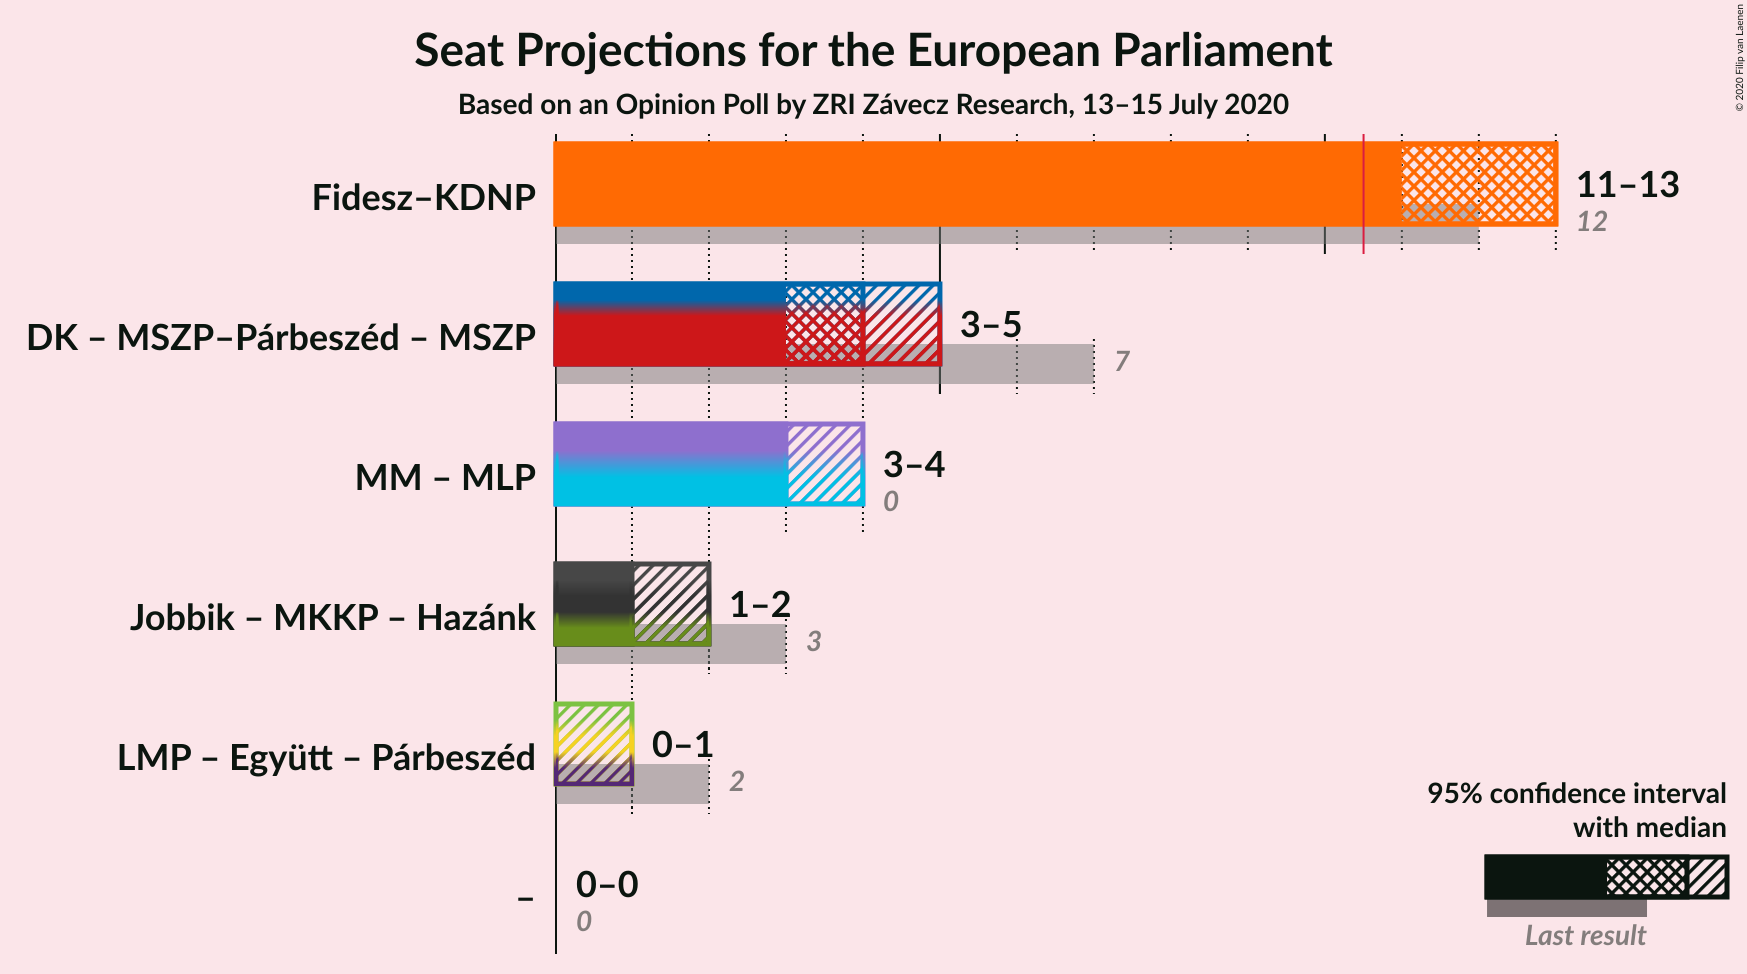 Seat Projections for the European Parliament
Based on an Opinion Poll by ZRI Závecz Research, 13–15 July 2020
© 2020 Filip van Laenen
Fidesz–KDNP
11–13
12
DK – MSZP–Párbeszéd – MSZP
3–5
7
MM – MLP
3–4
0
Jobbik – MKKP – Hazánk
1–2
3
LMP – Együtt – Párbeszéd
0–1
2
–
0–0
0
95% confidence interval
with median
Last result